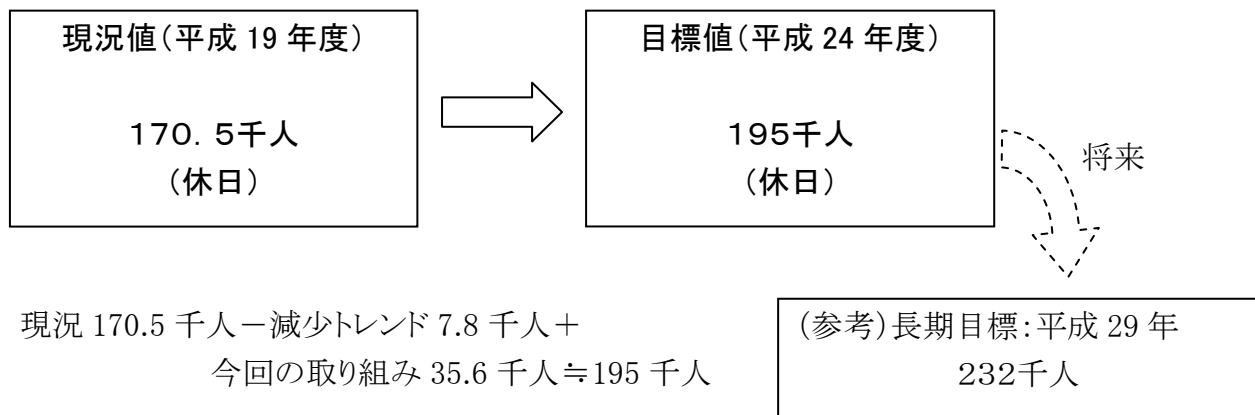 現況値（平成 19 年度）
１７０．５千人
（休日）
目標値（平成 24 年度）
１９５千人
（休日）
将来
現況 170.5 千人－減少トレンド 7.8 千人＋
今回の取り組み 35.6 千人≒195 千人
（参考）長期目標：平成 29 年
２３２千人